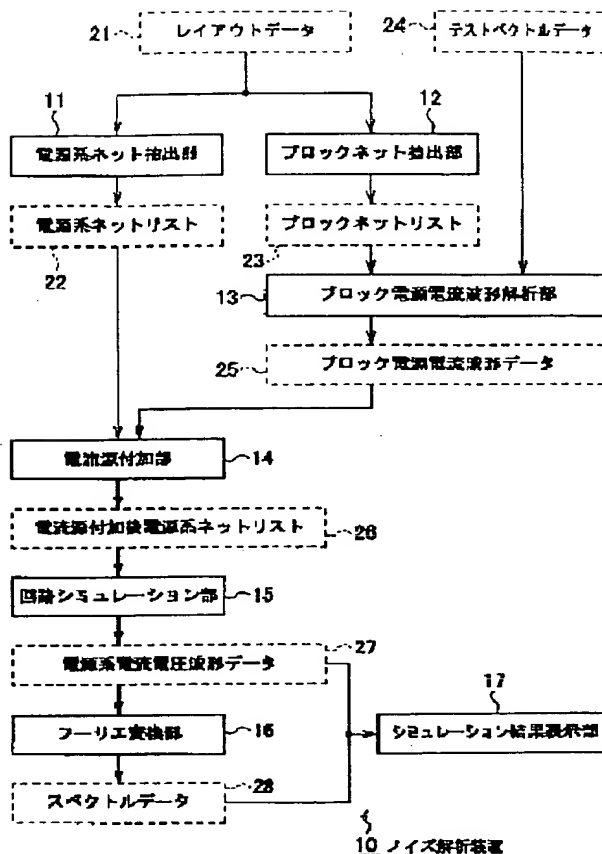 21 レイアウトデータ
24 テストベクトルデータ
11
12
電源系ネット抽出部
ブロックネット抽出部
電源系ネットリスト
ブロックネットリスト
22
23
13 ブロック電源電流波形解析部
25 ブロック電源電流波形データ
電流源付加部 14
電流源付加後電源系ネットリスト
26
回路シミュレーション部 15
27
電源系電流電圧波形データ
17
フーリエ変換部 16
シミュレーション結果表示部
28
スペクトルデータ
10 ノイズ解析装置